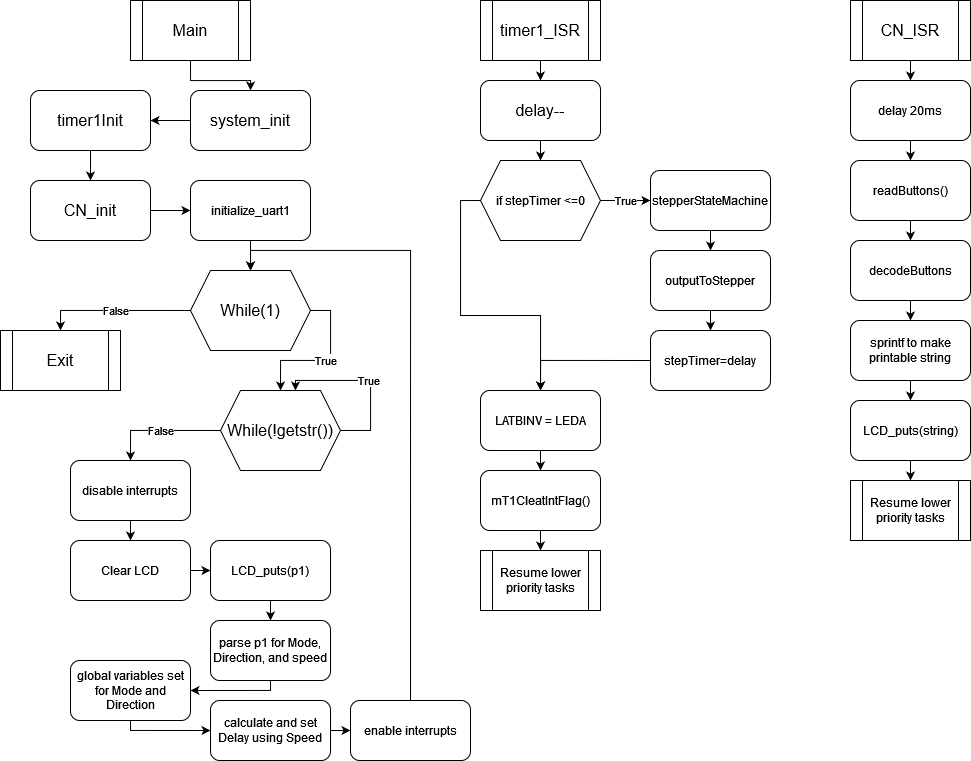 Main
system_init
timer1Init
CN_init
initialize_uart1
While(1)
False
Exit
True
True
While(!getstr())
False
disable interrupts
Clear LCD
LCD_puts(p1)
parse p1 for Mode,
Direction, and speed
global variables set
for Mode and
Direction
calculate and set
Delay using Speed
enable interrupts
timer1_ISR
delay--
if stepTimer <=0
True
stepperStateMachine
outputToStepper
stepTimer=delay
LATBINV = LEDA
mT1CleatIntFlag()
Resume lower
priority tasks
CN_ISR
delay 20ms
readButtons()
decodeButtons
sprintf to make
printable string
LCD_puts(string)
Resume lower
priority tasks